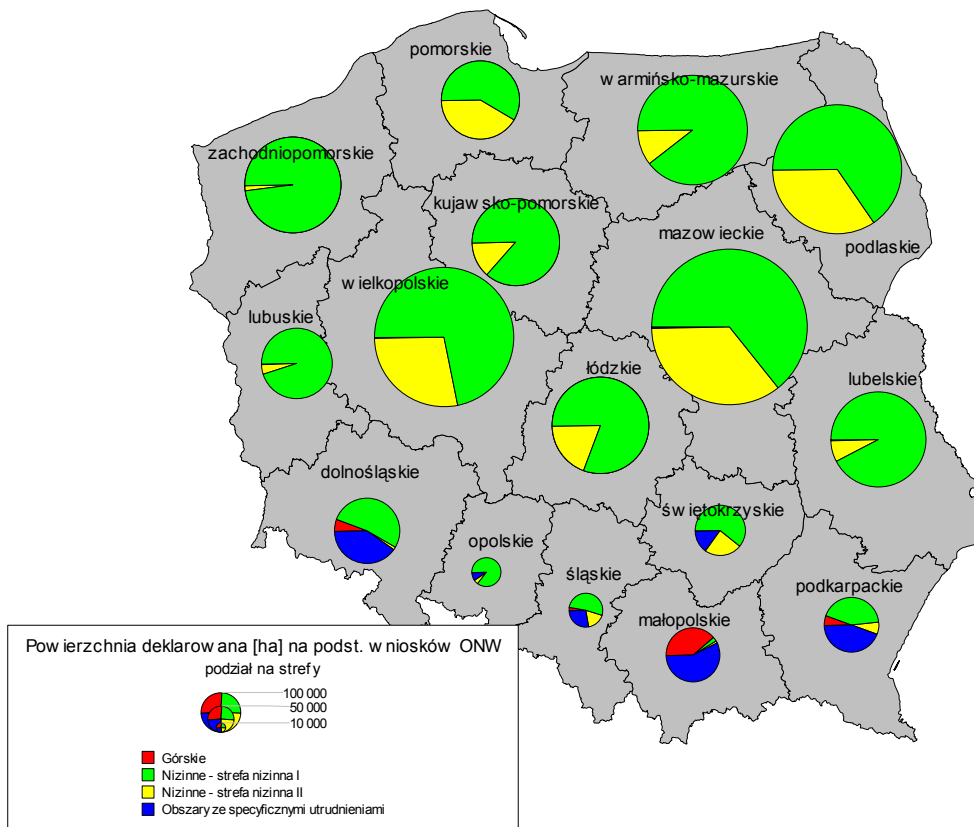 pomorskie
warmińsko-mazurskie
zachodniopomorskie
kujawsko-pomorskie
mazowieckie
podlaskie
wielkopolskie
lubuskie
łódzkie
lubelskie
dolnośląskie
świętokrzyskie
opolskie
śląskie
podkarpackie
małopolskie
Powierzchnia deklarowana [ha] na podst. wniosków ONW
podział na strefy
100 000
50 000
10 000
Górskie
Nizinne - strefa nizinna I
Nizinne - strefa nizinna II
Obszary ze specyficznymi utrudnieniami